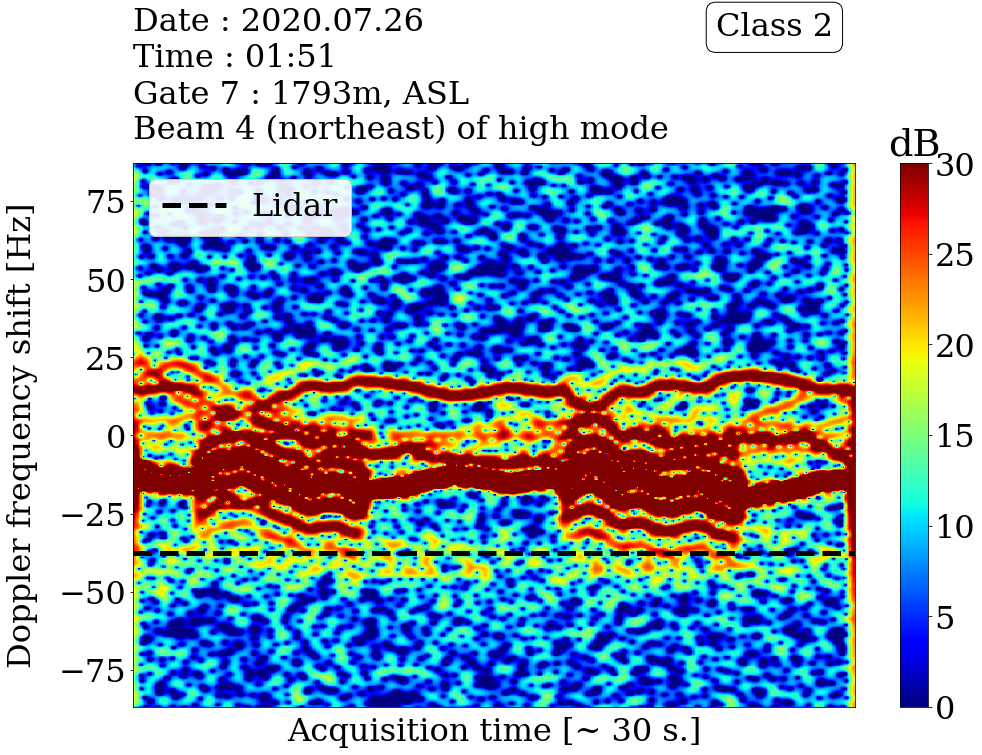 Date : 2020.07.26
Time : 01:51
Gate 7 : 1793m, ASL
Beam 4 (northeast) of high mode
Class 2
dB
Lidar
75
50
25
0
−25
−50
−75
30
25
20
15
10
5
0
Doppler frequency shift [Hz]
Acquisition time [~ 30 s.]